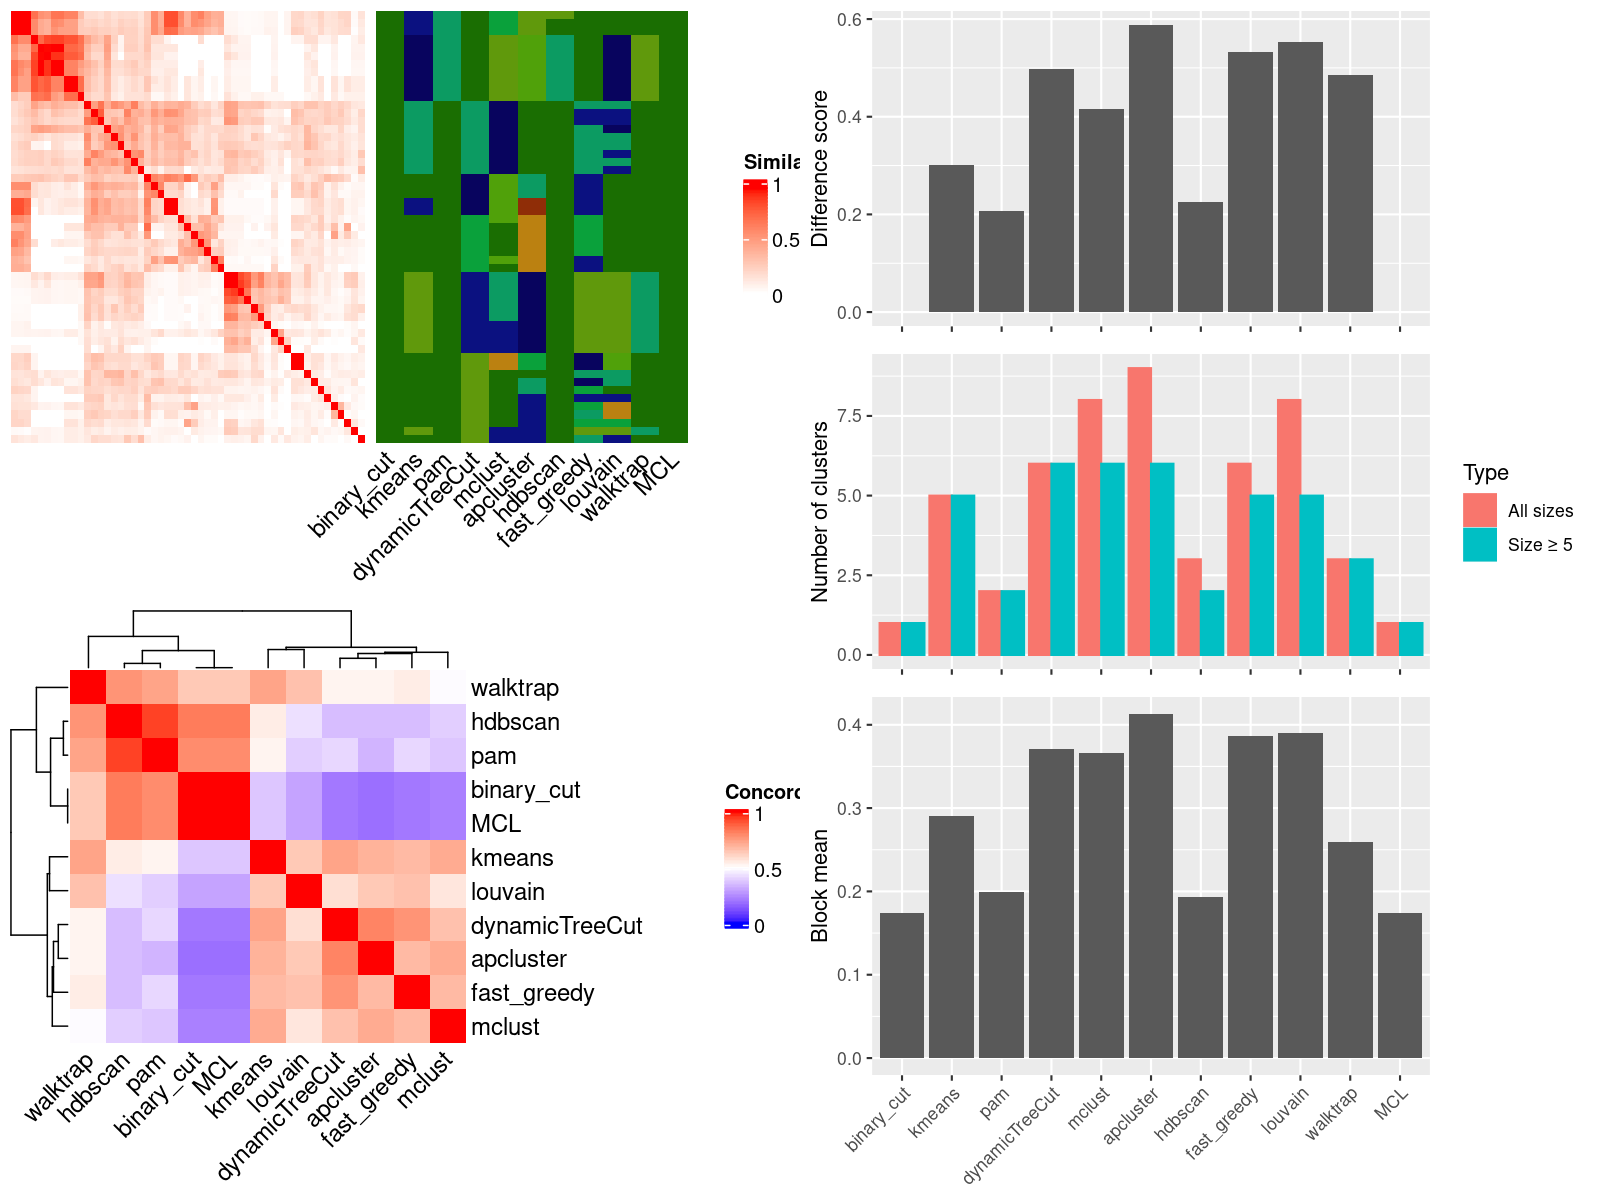 Simila
1
0.5
0
binary_cut
kmeans
pam
dynamicTreeCut
mclust
apcluster
hdbscan
fast_greedy
louvain
walktrap
MCL
walktrap
hdbscan
pam
binary_cut
MCL
kmeans
louvain
dynamicTreeCut
apcluster
fast_greedy
mclust
Concord
1
0.5
0
walktrap
hdbscan
pam
binary_cut
MCL
kmeans
louvain
dynamicTreeCut
apcluster
fast_greedy
mclust
Difference score
0.6
0.4
0.2
0.0
Number of clusters
7.5
5.0
2.5
0.0
Type
All sizes
Size ≥ 5
Block mean
0.4
0.3
0.2
0.1
0.0
binary_cut
kmeans
pam
dynamicTreeCut
mclust
apcluster
hdbscan
fast_greedy
louvain
walktrap
MCL